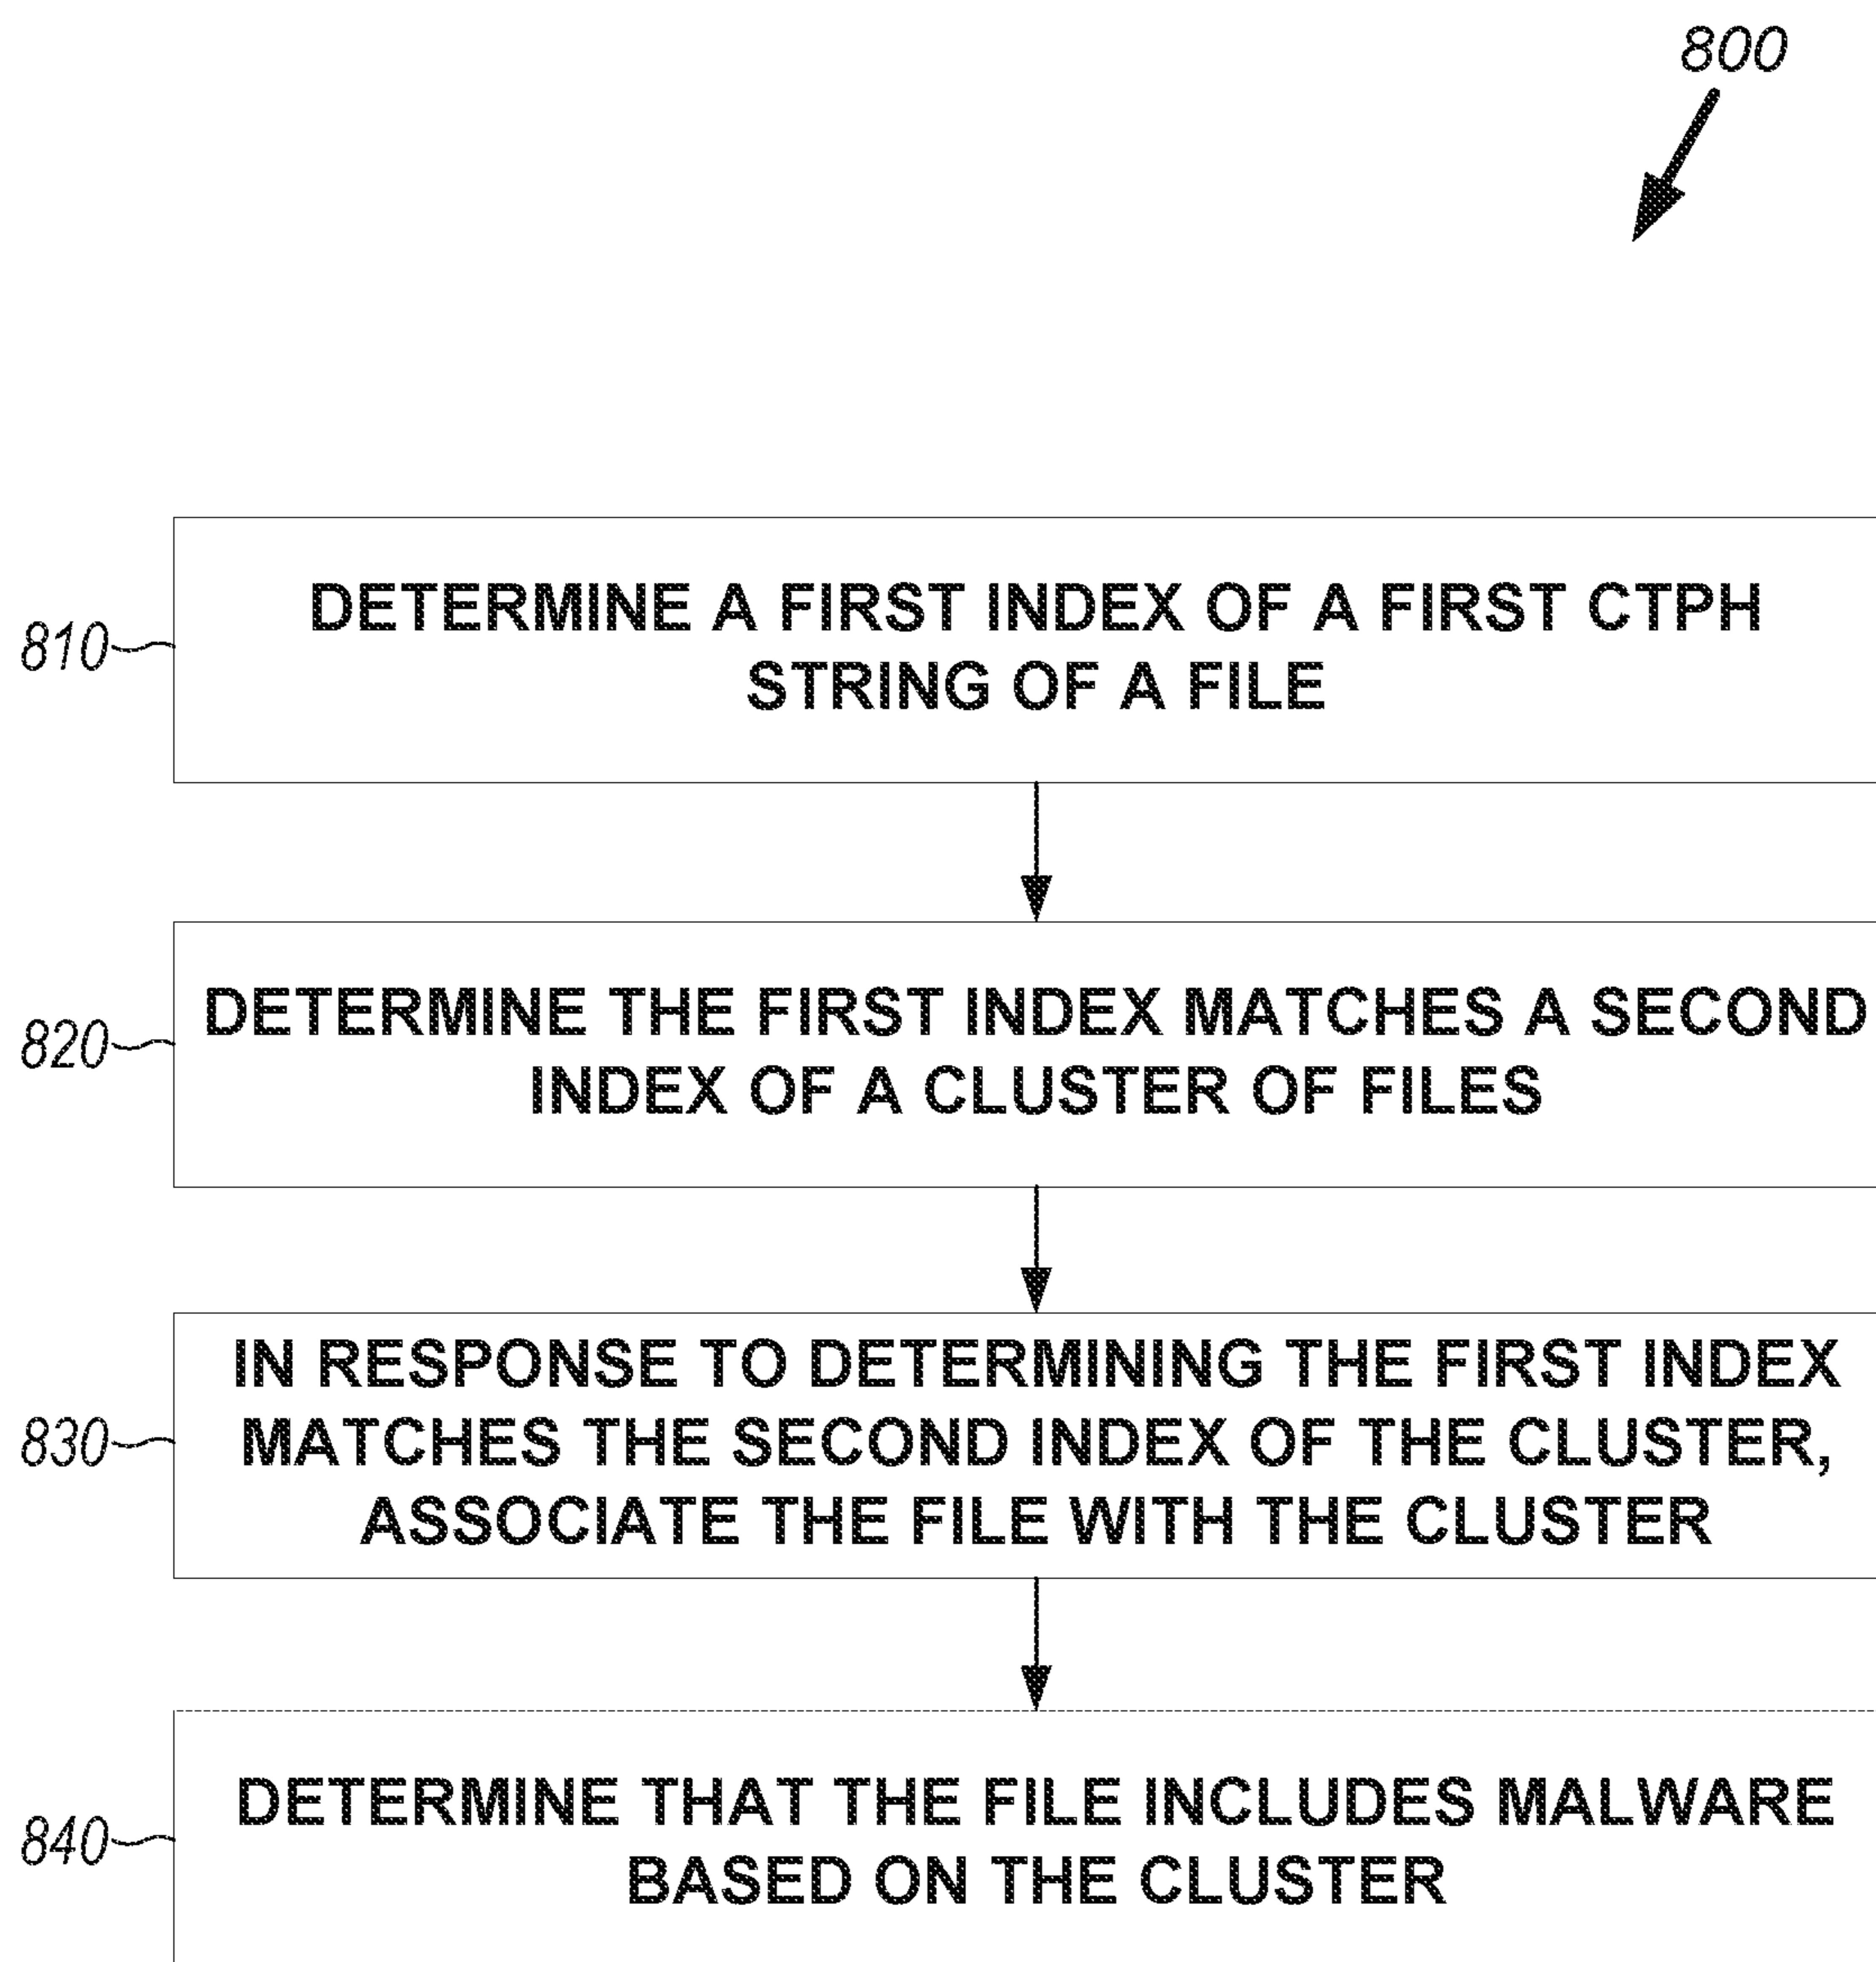 800
810
DETERMINE A FIRST INDEX OF A FIRST CTPH
STRING OF A FILE
820
DETERMINE THE FIRST INDEX MATCHES A SECOND
INDEX OF A CLUSTER OF FILES
830
IN RESPONSE TO DETERMINING THE FIRST INDEX
MATCHES THE SECOND INDEX OF THE CLUSTER,
ASSOCIATE THE FILE WITH THE CLUSTER
840
DETERMINE THAT THE FILE INCLUDES MALWARE
BASED ON THE CLUSTER